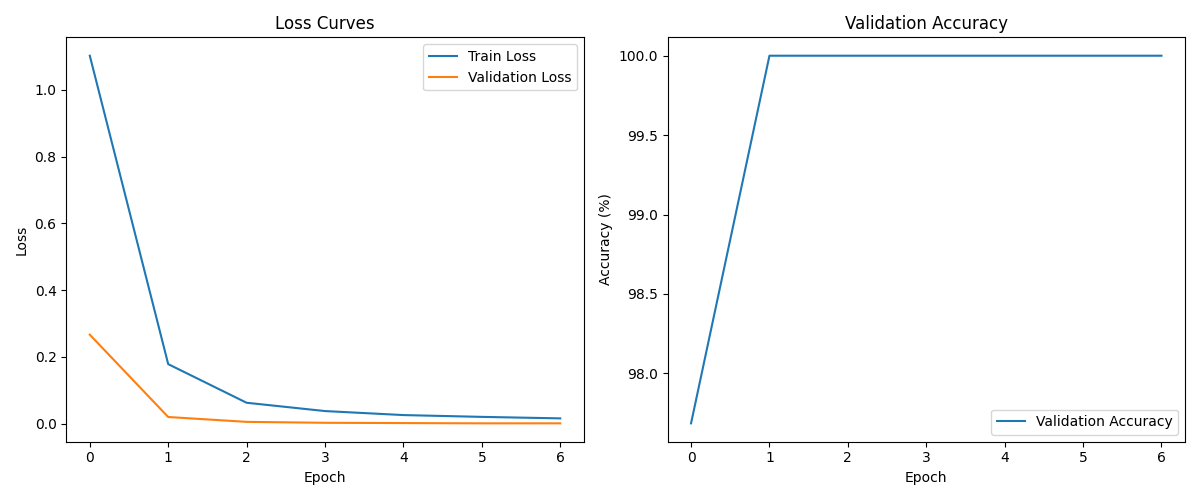 Loss Curves
Train Loss
Validation Loss
1.0
0.8
0.6
0.4
0.2
0.0
Loss
0 1 2 3 4 5 6
Epoch
Validation Accuracy
100.0
99.5
99.0
98.5
98.0
Accuracy (%)
Validation Accuracy
0 1 2 3 4 5 6
Epoch